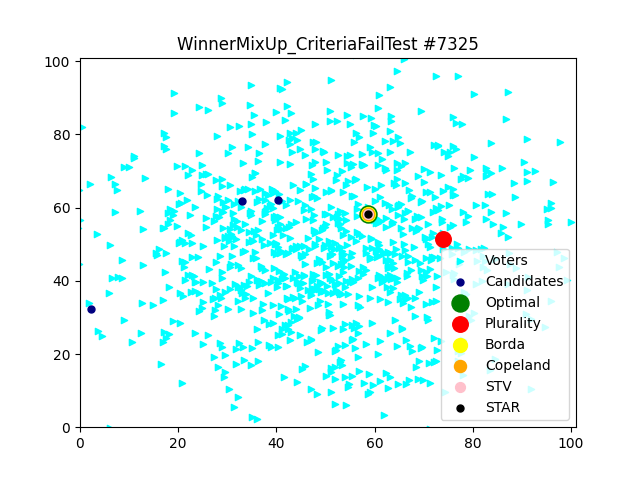 WinnerMixUp_CriteriaFailTest #7325
100
80
60
40
20
0
0 20 40 60 80 100
Voters
Candidates
Optimal
Plurality
Borda
Copeland
STV
STAR